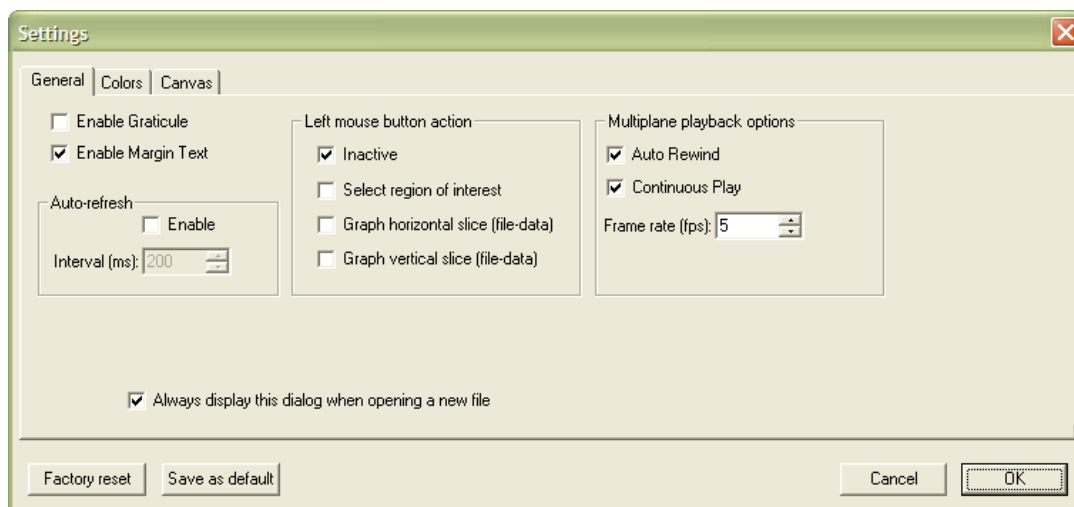 Settings
General Colors Canvas
Enable Graticule
Enable Margin Text
Auto-refresh
Enable
Interval (ms): 200
Left mouse button action
Inactive
Select region of interest
Graph horizontal slice (file-data)
Graph vertical slice (file-data)
Multiplane playback options
Auto Rewind
Continuous Play
Frame rate (fps): 5
Always display this dialog when opening a new file
Factory reset Save as default Cancel OK